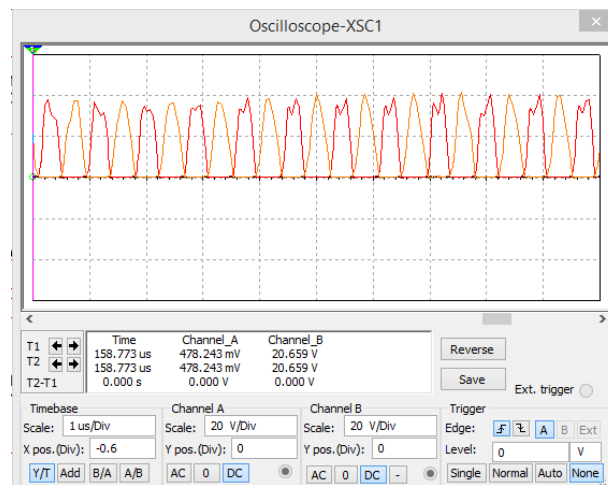 Oscilloscope-XSC1
×
2
< >
T1
T2
T2-T1
Time Channel_A Channel_B
158.773 us 478.243 mV 20.659 V
158.773 us 478.243 mV 20.659 V
0.000 s 0.000 V 0.000 V
Reverse
Save
Ext. trigger
Timebase Channel A Channel B Trigger
Scale: 1 us/Div Scale: 20 V/Div Scale: 20 V/Div Edge: A B Ext
X pos.(Div): -0.6 Y pos.(Div): 0 Y pos.(Div): 0 Level: 0 V
Y/T Add B/A A/B AC 0 DC AC 0 DC - Single Normal Auto None